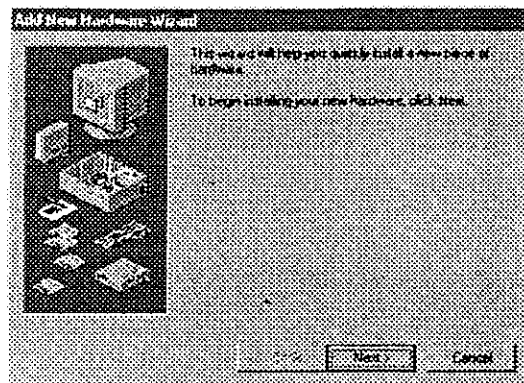 Add New Hardware Wizard
This wizard will help you quickly install a new piece of
hardware.
To begin installing your new hardware, click Next.
Next >
Cancel